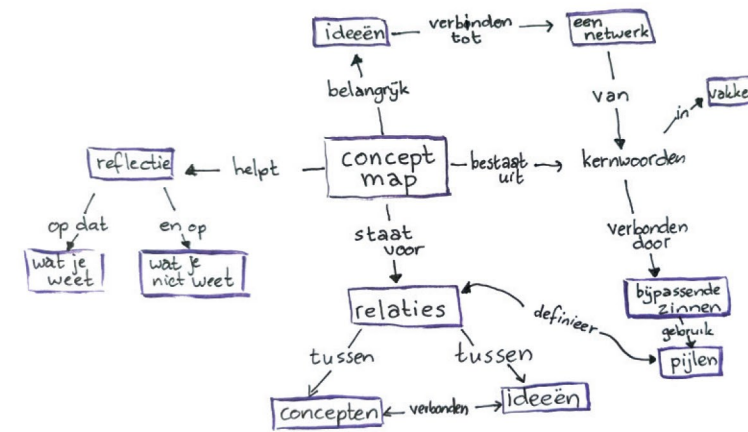 ideeën
verbinden
tot
een
netwerk
belangrijk
van
in
vakke
reflectie
helpt
concept
map
bestaat
uit
kernwoorden
op dat
en op
staat
voor
verbonden
door
wat je
weet
wat je
niet weet
relaties
definieer
bijpassende
zinnen
gebruik
pijlen
tussen
tussen
concepten
verbonden
ideeën